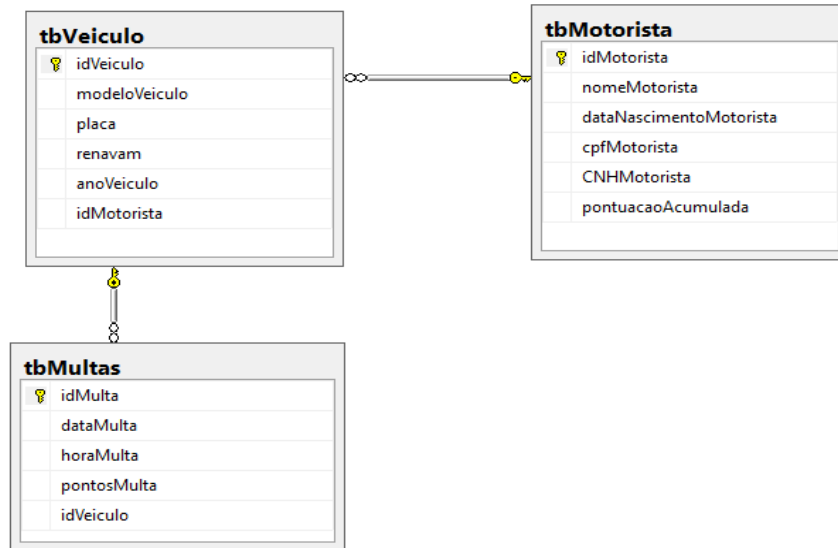 tbVeiculo
idVeiculo
modeloVeiculo
placa
renavam
anoVeiculo
idMotorista
tbMotorista
idMotorista
nomeMotorista
dataNascimentoMotorista
cpfMotorista
CNHMotorista
pontuacaoAcumulada
tbMultas
idMulta
dataMulta
horaMulta
pontosMulta
idVeiculo